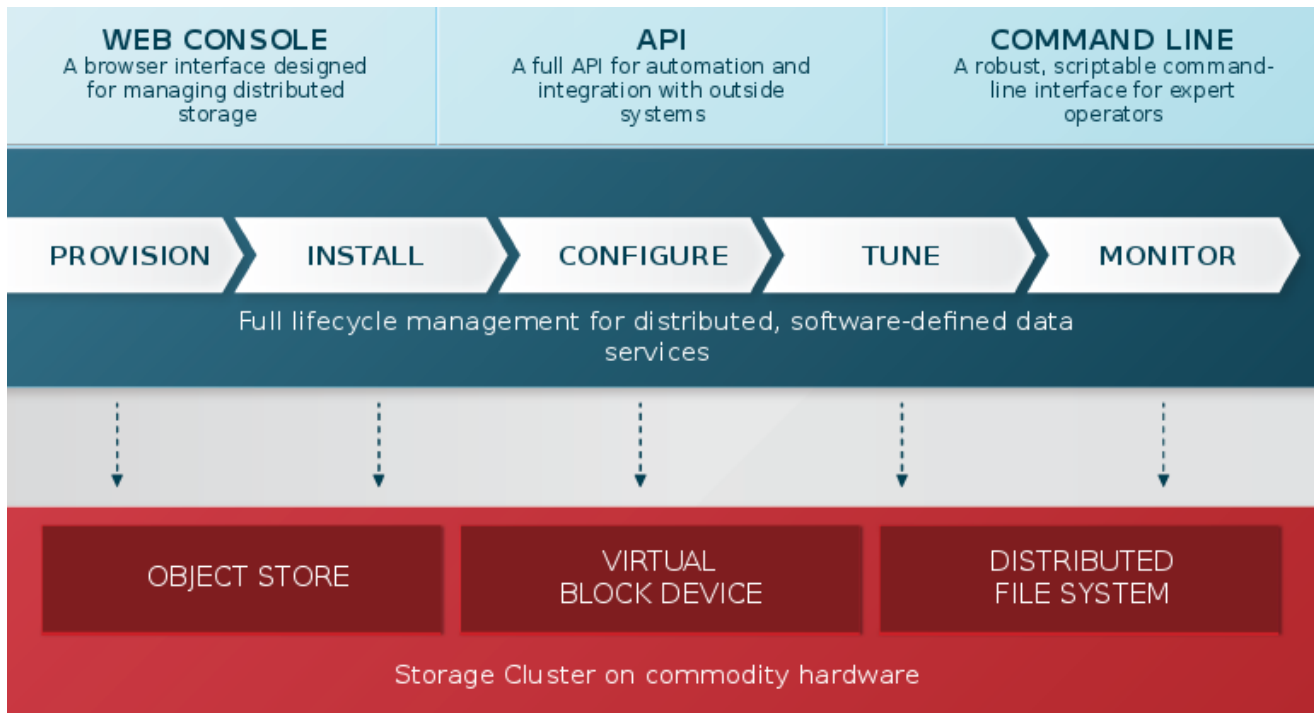 WEB CONSOLE
A browser interface designed
for managing distributed
storage
API
A full API for automation and
integration with outside
systems
COMMAND LINE
A robust, scriptable command-
line interface for expert
operators
PROVISION
INSTALL
CONFIGURE
TUNE
MONITOR
Full lifecycle management for distributed, software-defined data
services
OBJECT STORE
VIRTUAL
BLOCK DEVICE
DISTRIBUTED
FILE SYSTEM
Storage Cluster on commodity hardware